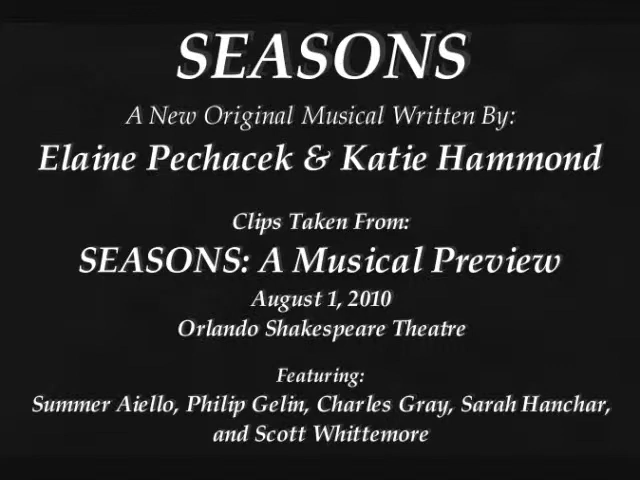 SEASONS
A New Original Musical Written By:
Elaine Pechacek & Katie Hammond
Clips Taken From:
SEASONS: A Musical Preview
August 1, 2010
Orlando Shakespeare Theatre
Featuring:
Summer Aiello, Philip Gelin, Charles Gray, Sarah Hanchar,
and Scott Whittemore